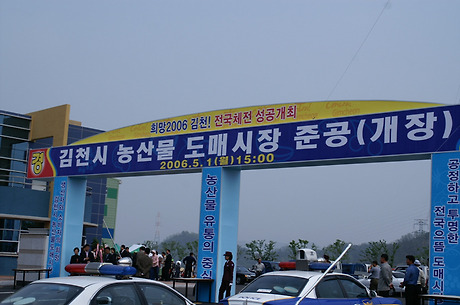 희망2006 김천! 전국체전 성공개최
경 김천시 농산물 도매시장 준공(개장)
2006.5.1(월)15:00
농산물 유통의 중심
공정하고 투명한
전국으뜸 도매시